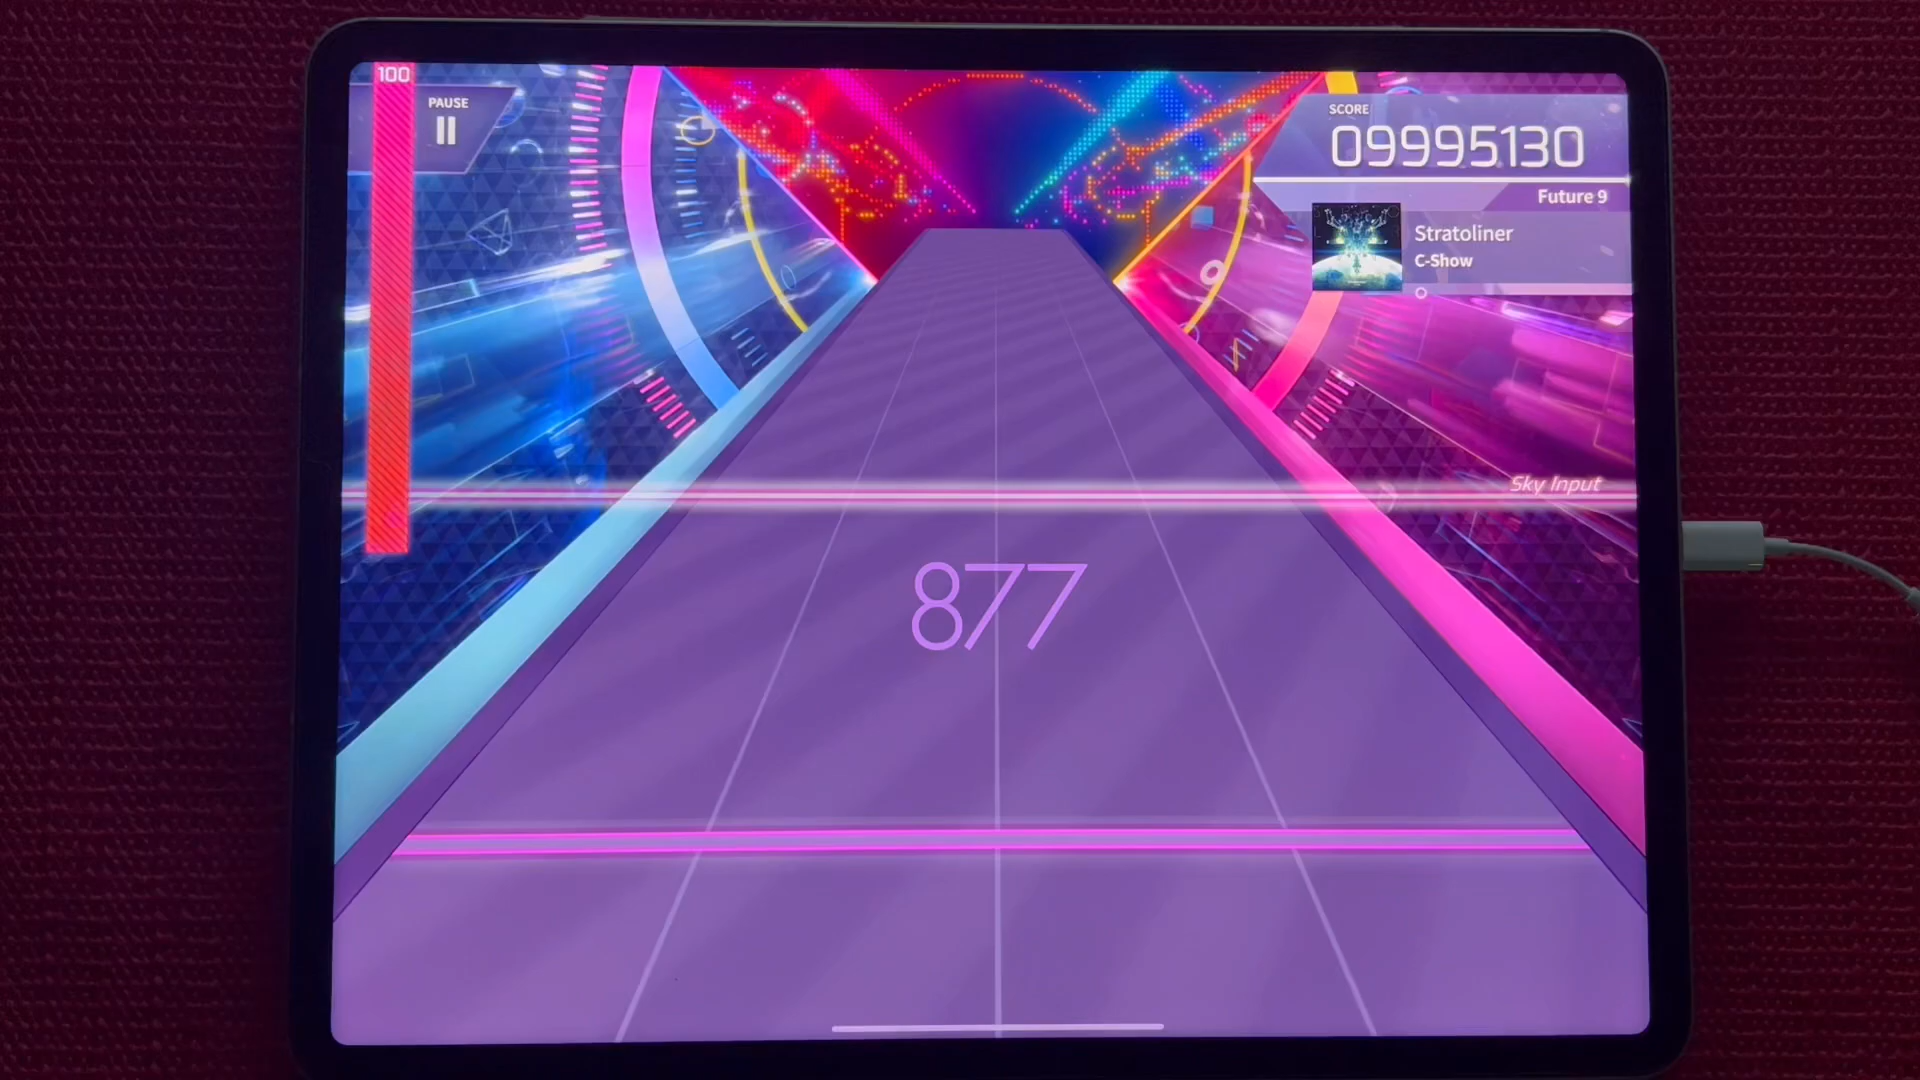 100
PAUSE
SCORE
09995130
Future 9
Stratoliner
C-Show
Sky Input
877